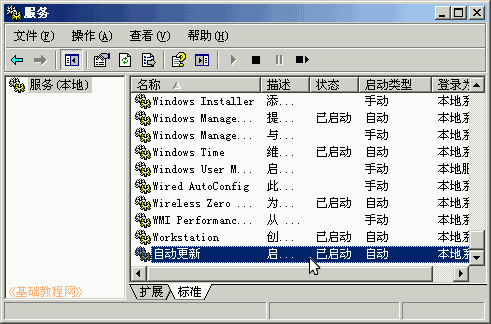 服务
文件(F) 操作(A) 查看(V) 帮助(H)
服务(本地)
名称 描述 状态 启动类型 登录为
Windows Installer 添... 手动 本地系
Windows Manage... 提... 已启动 自动 本地系
Windows Manage... 与... 手动 本地系
Windows Time 维... 已启动 自动 本地系
Windows User M... 启... 手动 本地服
Wired AutoConfig 此... 手动 本地系
Wireless Zero ... 为... 已启动 自动 本地系
WMI Performanc... 从 ... 手动 本地系
Workstation 创... 已启动 自动 本地系
自动更新 启... 已启动 自动 本地系
《基础教程网》
扩展 标准